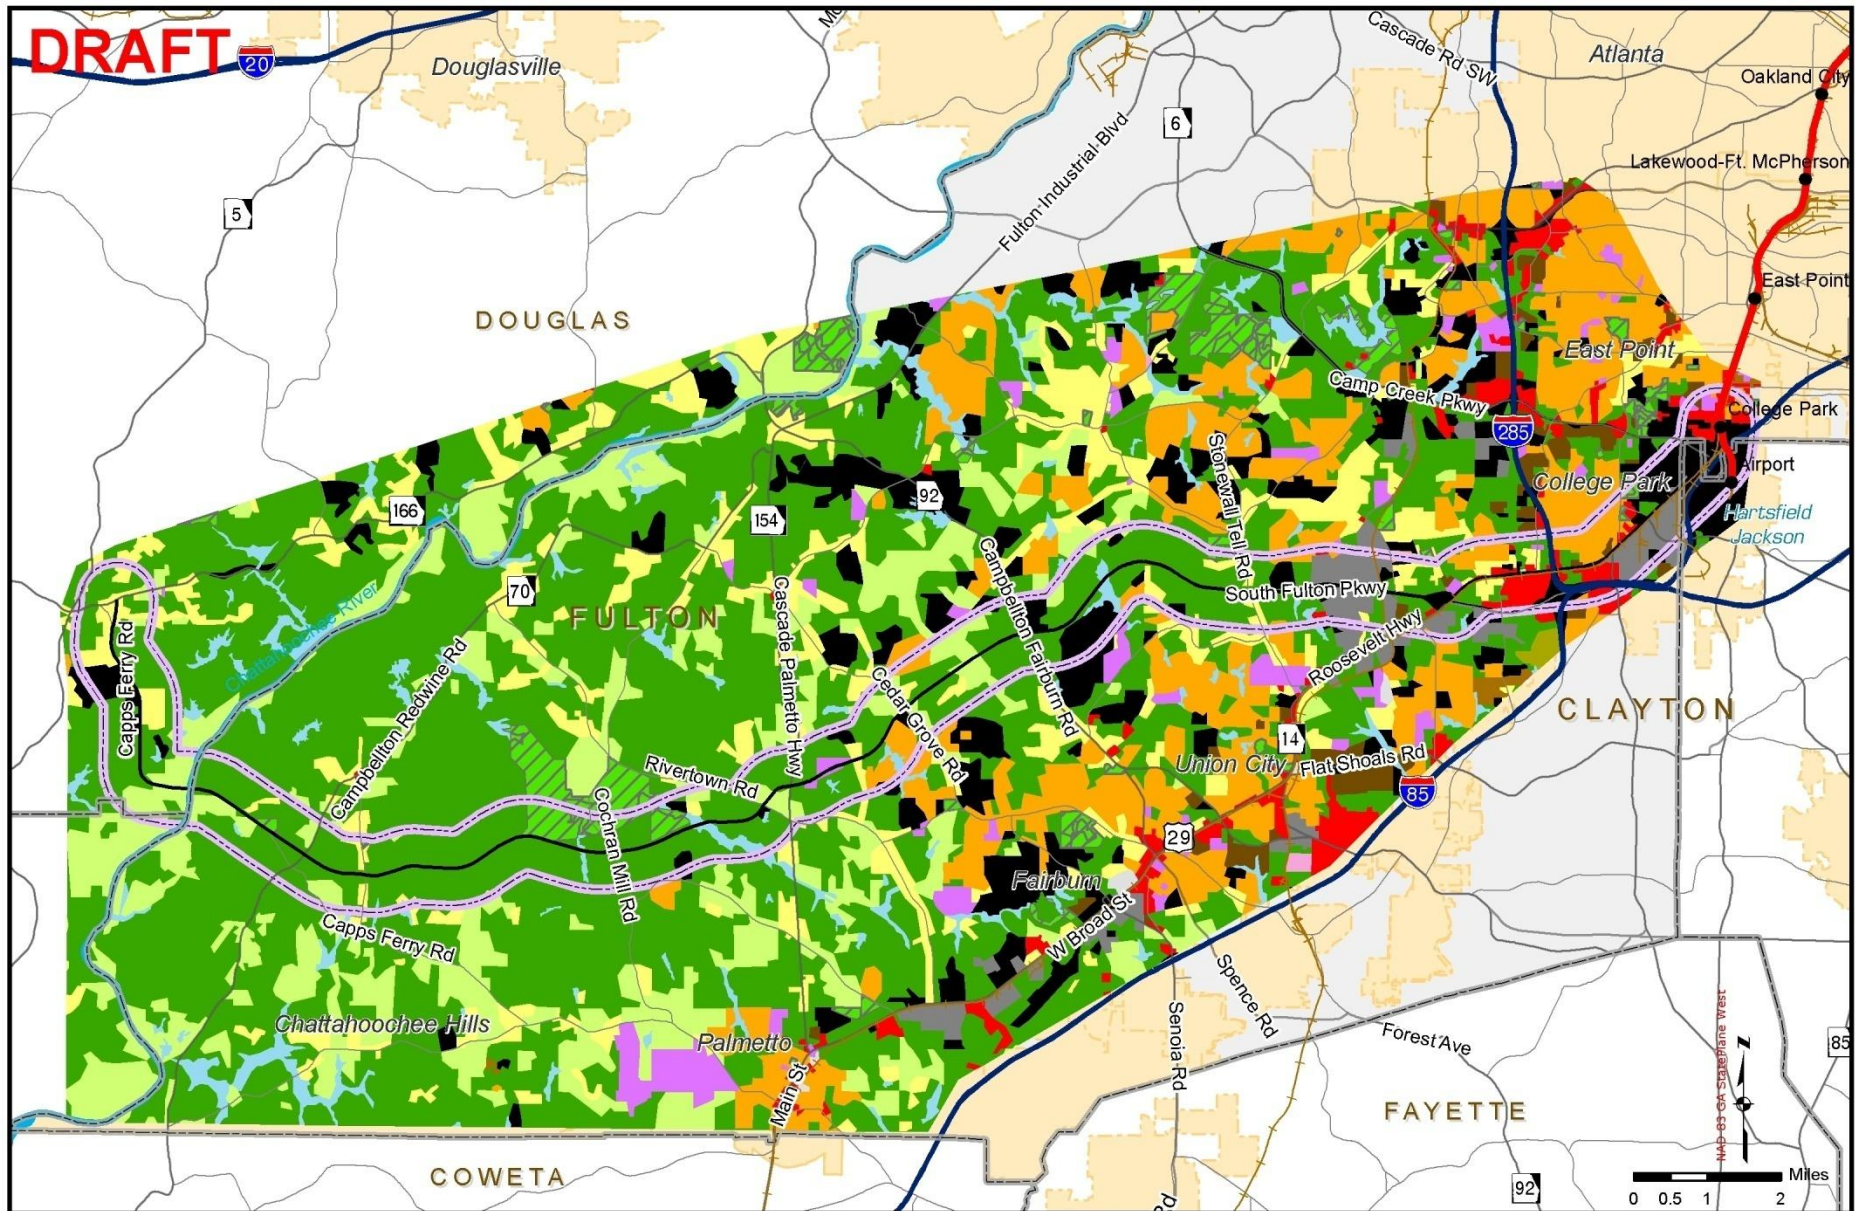 DRAFT
20
Douglasville
Cascade Rd SW
Atlanta
Oakland City
6
Fulton Industrial Blvd
Lakewood-Ft. McPherson
5
East Point
DOUGLAS
East Point
Camp Creek Pkwy
College Park
285
Stonewall Tell Rd
Airport
College Park
166
92
154
Hartsfield
Jackson
Campbellton Fairburn Rd
70
FULTON
Cascade Palmetto Hwy
South Fulton Pkwy
Chattahoochee River
Roosevelt Hwy
Capps Ferry Rd
Campbellton Redwine Rd
Cedar Grove Rd
CLAYTON
14
Union City
Flat Shoals Rd
Rivertown Rd
85
Cochran Mill Rd
29
Fairburn
Capps Ferry Rd
W Broad St
Spence Rd
Chattahoochee Hills
Palmetto
Senoia Rd
Forest Ave
85
Main St
NAD 83 GA StatePlane West
Z
FAYETTE
COWETA
92
Rd
Miles
0 0.5 1 2